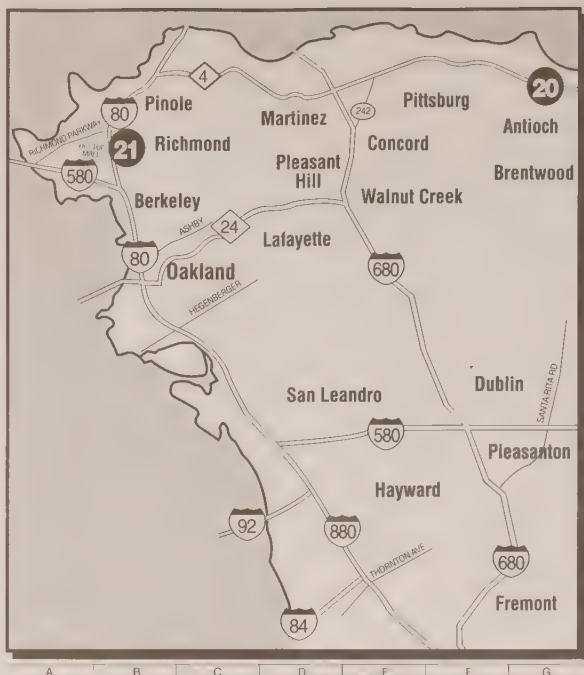 4
80
Pinole
20
242
Pittsburg
Martinez
Antioch
RICHMOND PARKWAY
21
Richmond
Concord
MALL
580
Pleasant
Hill
Brentwood
Berkeley
Walnut Creek
ASHBY
24
Lafayette
80
Oakland
680
HEGENBERGER
Dublin
SANTA RITA RD
San Leandro
580
Pleasanton
Hayward
92
880
680
THORNTON AVE
Fremont
84
A B C D E F G